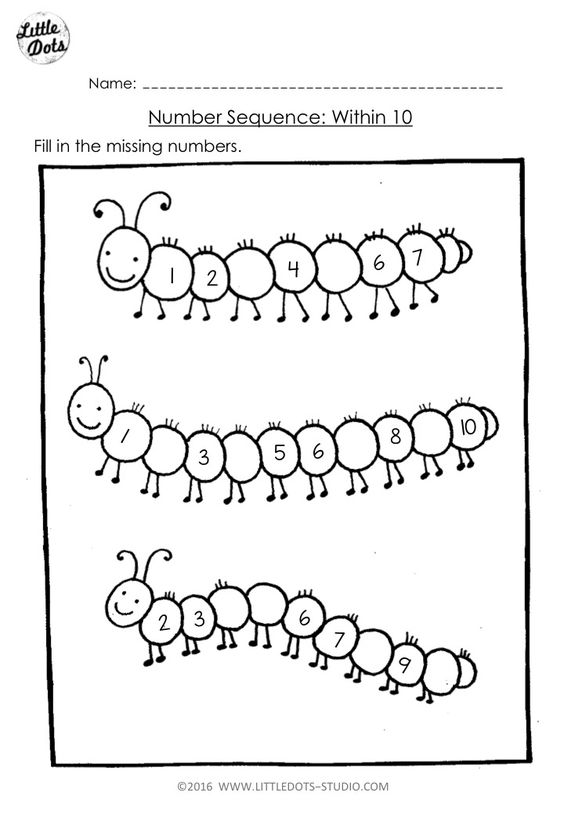 Little
Dots
Name: _______________________________________
Number Sequence: Within 10
Fill in the missing numbers.
1 2 4 6 7
1 3 5 6 8 10
2 3 6 7 9
©2016 WWW.LITTLEDOTS-STUDIO.COM